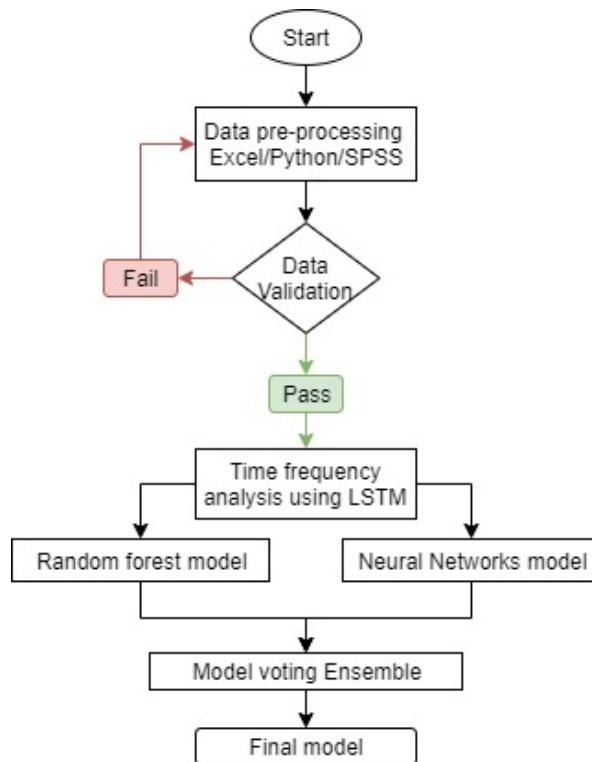 Start
Data pre-processing
Excel/Python/SPSS
Data
Validation
Fail
Pass
Time frequency
analysis using LSTM
Random forest model
Neural Networks model
Model voting Ensemble
Final model